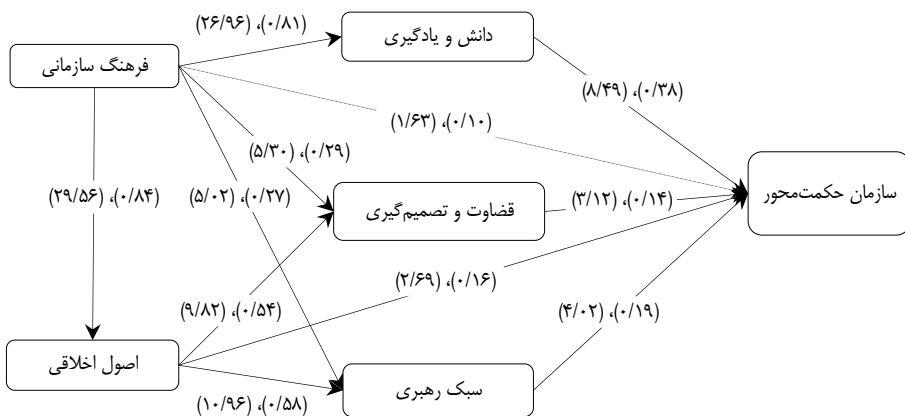 (۲۶/۹۶) ،(۰/۸۱)
دانش و یادگیری
فرهنگ سازمانی
(۸/۴۹) ،(۰/۳۸)
(۱/۶۳) ،(۰/۱۰)
(۵/۳۰) ،(۰/۲۹)
(۲۹/۵۶) ،(۰/۸۴)
(۵/۰۲) ،(۰/۲۷)
سازمان حکمت‌محور
قضاوت و تصمیم‌گیری
(۳/۱۲) ،(۰/۱۴)
(۲/۶۹) ،(۰/۱۶)
(۹/۸۲) ،(۰/۵۴)
(۴/۰۲) ،(۰/۱۹)
اصول اخلاقی
سبک رهبری
(۱۰/۹۶) ،(۰/۵۸)